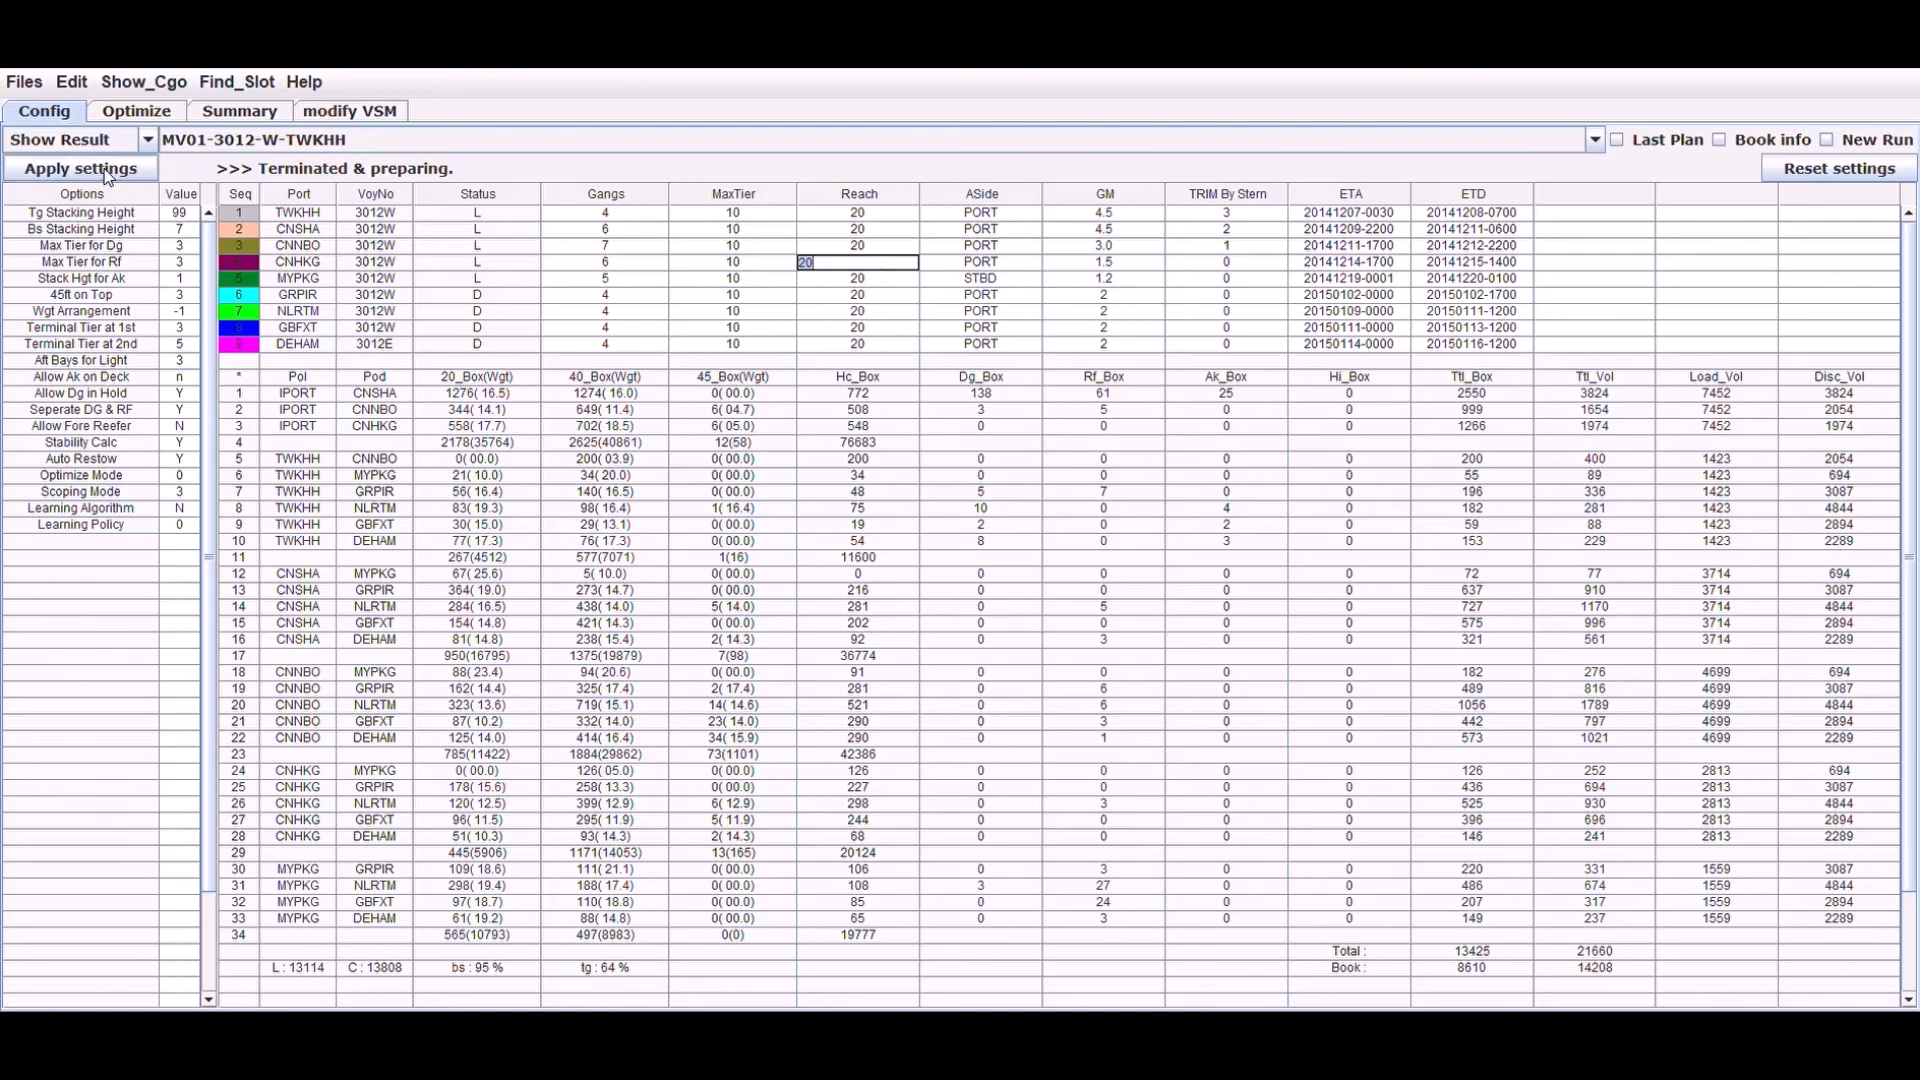 Files Edit Show_Cgo Find_Slot Help
Config Optimize Summary modify VSM
Show Result MV01-3012-W-TWKHH Last Plan Book info New Run
Apply settings >>> Terminated & preparing. Reset settings
Options Value Seq Port VoyNo Status Gangs MaxTier Reach ASide GM TRIM By Stern ETA ETD
Tg Stacking Height 99 1 TWKHH 3012W L 4 10 20 PORT 4.5 3 20141207-0030 20141208-0700
Bs Stacking Height 7 2 CNSHA 3012W L 6 10 20 PORT 4.5 2 20141209-2200 20141211-0600
Max Tier for Dg 3 3 CNNBO 3012W L 7 10 20 PORT 3.0 1 20141211-1700 20141212-2200
Max Tier for Rf 3 4 CNHKG 3012W L 6 10 20 PORT 1.5 0 20141214-1700 20141215-1400
Stack Hgt for Ak 1 5 MYPKG 3012W L 5 10 20 STBD 1.2 0 20141219-0001 20141220-0100
45ft on Top 3 6 GRPIR 3012W D 4 10 20 PORT 2 0 20150102-0000 20150102-1700
Wgt Arrangement -1 7 NLRTM 3012W D 4 10 20 PORT 2 0 20150109-0000 20150111-1200
Terminal Tier at 1st 3 8 GBFXT 3012W D 4 10 20 PORT 2 0 20150111-0000 20150113-1200
Terminal Tier at 2nd 5 9 DEHAM 3012E D 4 10 20 PORT 2 0 20150114-0000 20150116-1200
Aft Bays for Light 3
Allow Ak on Deck n * Pol Pod 20_Box(Wgt) 40_Box(Wgt) 45_Box(Wgt) Hc_Box Dg_Box Rf_Box Ak_Box Hi_Box Ttl_Box Ttl_Vol Load_Vol Disc_Vol
Allow Dg in Hold Y 1 IPORT CNSHA 1276( 16.5) 1274( 16.0) 0( 00.0) 772 138 61 25 0 2550 3824 7452 3824
Seperate DG & RF Y 2 IPORT CNNBO 344( 14.1) 649( 11.4) 6( 04.7) 508 3 5 0 0 999 1654 7452 2054
Allow Fore Reefer N 3 IPORT CNHKG 558( 17.7) 702( 18.5) 6( 05.0) 548 0 0 0 0 1266 1974 7452 1974
Stability Calc Y 4 2178(35764) 2625(40861) 12(58) 76683
Auto Restow Y 5 TWKHH CNNBO 0( 00.0) 200( 03.9) 0( 00.0) 200 0 0 0 0 200 400 1423 2054
Optimize Mode 0 6 TWKHH MYPKG 21( 10.0) 34( 20.0) 0( 00.0) 34 0 0 0 0 55 89 1423 694
Scoping Mode 3 7 TWKHH GRPIR 56( 16.4) 140( 16.5) 0( 00.0) 48 5 7 0 0 196 336 1423 3087
Learning Algorithm N 8 TWKHH NLRTM 83( 19.3) 98( 16.4) 1( 16.4) 75 10 0 4 0 182 281 1423 4844
Learning Policy 0 9 TWKHH GBFXT 30( 15.0) 29( 13.1) 0( 00.0) 19 2 0 2 0 59 88 1423 2894
10 TWKHH DEHAM 77( 17.3) 76( 17.3) 0( 00.0) 54 8 0 3 0 153 229 1423 2289
11 267(4512) 577(7071) 1(16) 11600
12 CNSHA MYPKG 67( 25.6) 5( 10.0) 0( 00.0) 0 0 0 0 0 72 77 3714 694
13 CNSHA GRPIR 364( 19.0) 273( 14.7) 0( 00.0) 216 0 0 0 0 637 910 3714 3087
14 CNSHA NLRTM 284( 16.5) 438( 14.0) 5( 14.0) 281 0 5 0 0 727 1170 3714 4844
15 CNSHA GBFXT 154( 14.8) 421( 14.3) 0( 00.0) 202 0 0 0 0 575 996 3714 2894
16 CNSHA DEHAM 81( 14.8) 238( 15.4) 2( 14.3) 92 0 3 0 0 321 561 3714 2289
17 950(16795) 1375(19879) 7(98) 36774
18 CNNBO MYPKG 88( 23.4) 94( 20.6) 0( 00.0) 91 0 0 0 0 182 276 4699 694
19 CNNBO GRPIR 162( 14.4) 325( 17.4) 2( 17.4) 281 0 6 0 0 489 816 4699 3087
20 CNNBO NLRTM 323( 13.6) 719( 15.1) 14( 14.6) 521 0 6 0 0 1056 1789 4699 4844
21 CNNBO GBFXT 87( 10.2) 332( 14.0) 23( 14.0) 290 0 3 0 0 442 797 4699 2894
22 CNNBO DEHAM 125( 14.0) 414( 16.4) 34( 15.9) 290 0 1 0 0 573 1021 4699 2289
23 785(11422) 1884(29862) 73(1101) 42386
24 CNHKG MYPKG 0( 00.0) 126( 05.0) 0( 00.0) 126 0 0 0 0 126 252 2813 694
25 CNHKG GRPIR 178( 15.6) 258( 13.3) 0( 00.0) 227 0 0 0 0 436 694 2813 3087
26 CNHKG NLRTM 120( 12.5) 399( 12.9) 6( 12.9) 298 0 3 0 0 525 930 2813 4844
27 CNHKG GBFXT 96( 11.5) 295( 11.9) 5( 11.9) 244 0 0 0 0 396 696 2813 2894
28 CNHKG DEHAM 51( 10.3) 93( 14.3) 2( 14.3) 68 0 0 0 0 146 241 2813 2289
29 445(5906) 1171(14053) 13(165) 20124
30 MYPKG GRPIR 109( 18.6) 111( 21.1) 0( 00.0) 106 0 3 0 0 220 331 1559 3087
31 MYPKG NLRTM 298( 19.4) 188( 17.4) 0( 00.0) 108 3 27 0 0 486 674 1559 4844
32 MYPKG GBFXT 97( 18.7) 110( 18.8) 0( 00.0) 85 0 24 0 0 207 317 1559 2894
33 MYPKG DEHAM 61( 19.2) 88( 14.8) 0( 00.0) 65 0 3 0 0 149 237 1559 2289
34 565(10793) 497(8983) 0(0) 19777
Total : 13425 21660
L : 13114 C : 13808 bs : 95 % tg : 64 % Book : 8610 14208